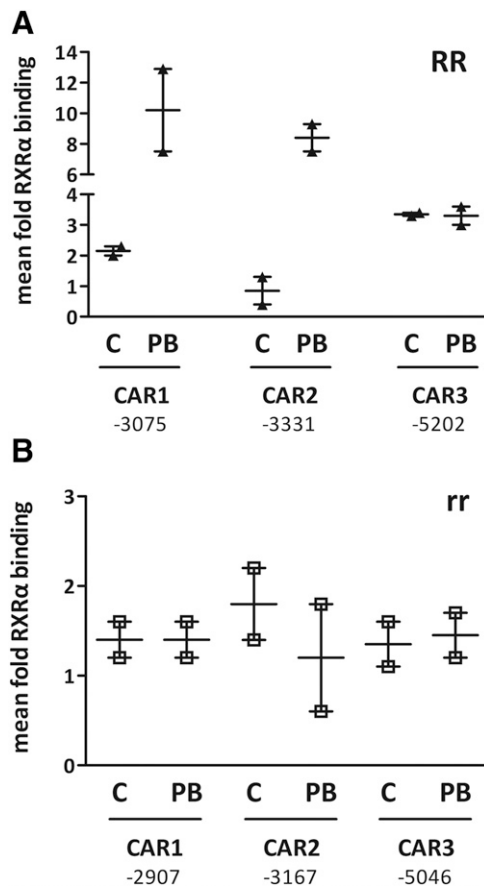 A
RR
mean fold RXRα binding
14
12
10
8
6
4
3
2
1
0
C PB C PB C PB
CAR1 CAR2 CAR3
-3075 -3331 -5202
B
rr
mean fold RXRα binding
3
2
1
0
C PB C PB C PB
CAR1 CAR2 CAR3
-2907 -3167 -5046